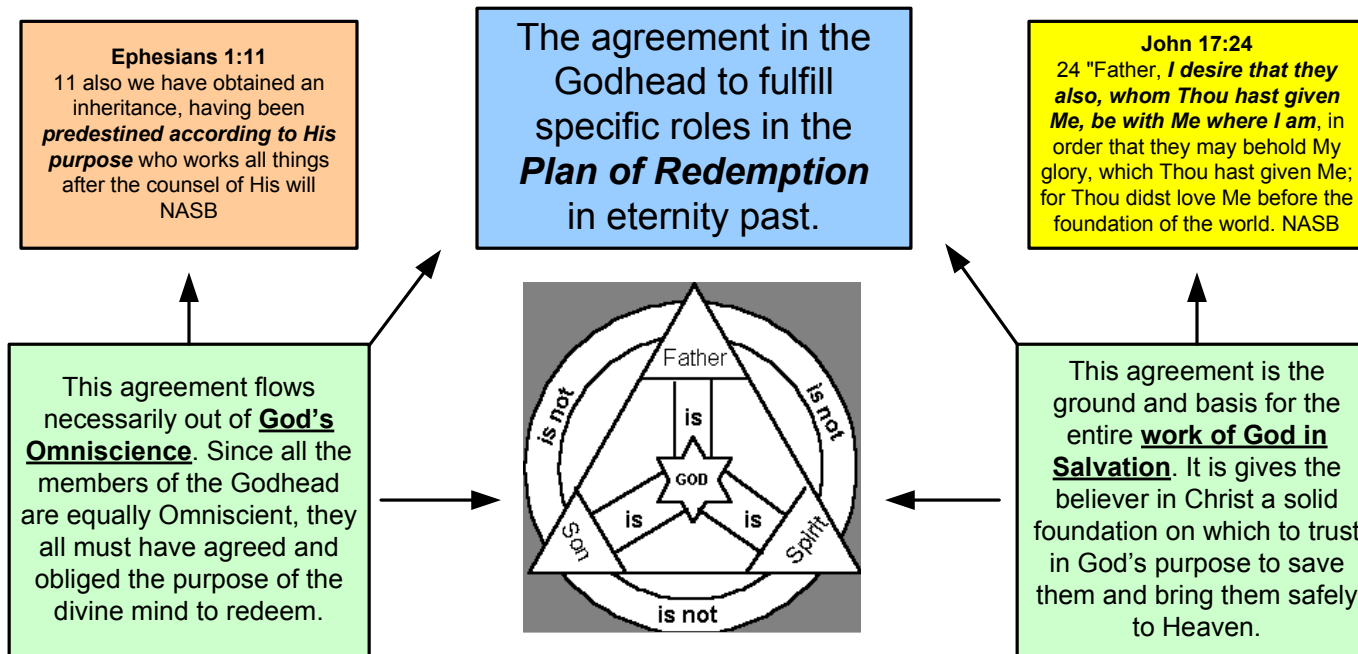 Ephesians 1:11
11 also we have obtained an
inheritance, having been
predestined according to His
purpose who works all things
after the counsel of His will
NASB
The agreement in the
Godhead to fulfill
specific roles in the
Plan of Redemption
in eternity past.
John 17:24
24 "Father, I desire that they
also, whom Thou hast given
Me, be with Me where I am, in
order that they may behold My
glory, which Thou hast given Me;
for Thou didst love Me before the
foundation of the world. NASB
This agreement flows
necessarily out of God’s
Omniscience. Since all the
members of the Godhead
are equally Omniscient, they
all must have agreed and
obliged the purpose of the
divine mind to redeem.
Father
is not
is not
is
GOD
is
is
Son
Spirit
is not
This agreement is the
ground and basis for the
entire work of God in
Salvation. It is gives the
believer in Christ a solid
foundation on which to trust
in God’s purpose to save
them and bring them safely
to Heaven.